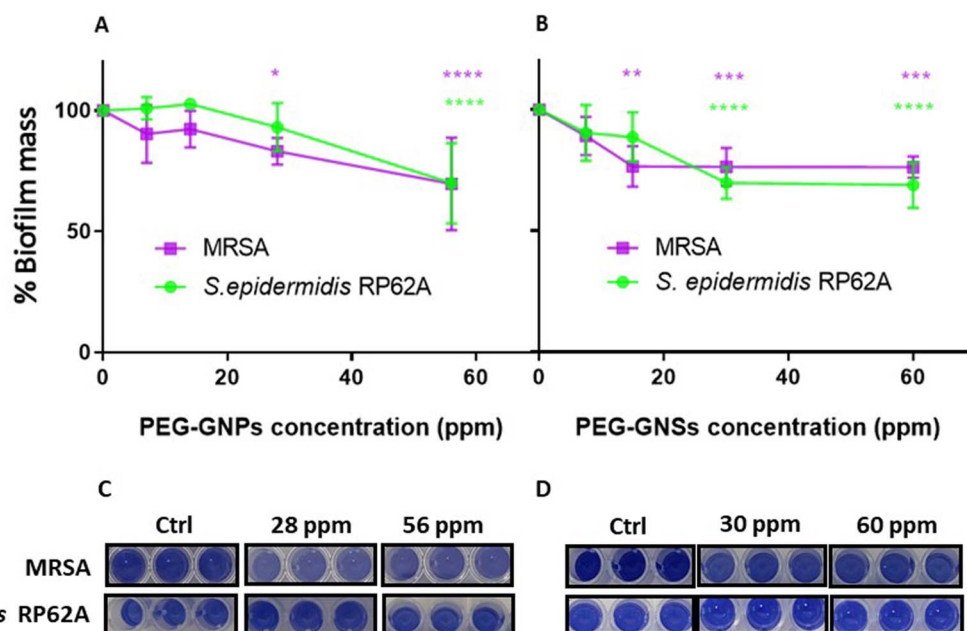 A
B
*
****
****
**
***
****
***
****
% Biofilm mass
100
50
0
MRSA
S.epidermidis RP62A
MRSA
S. epidermidis RP62A
0 20 40 60
0 20 40 60
PEG-GNPs concentration (ppm)
PEG-GNSs concentration (ppm)
C
D
Ctrl 28 ppm 56 ppm
Ctrl 30 ppm 60 ppm
MRSA
s RP62A